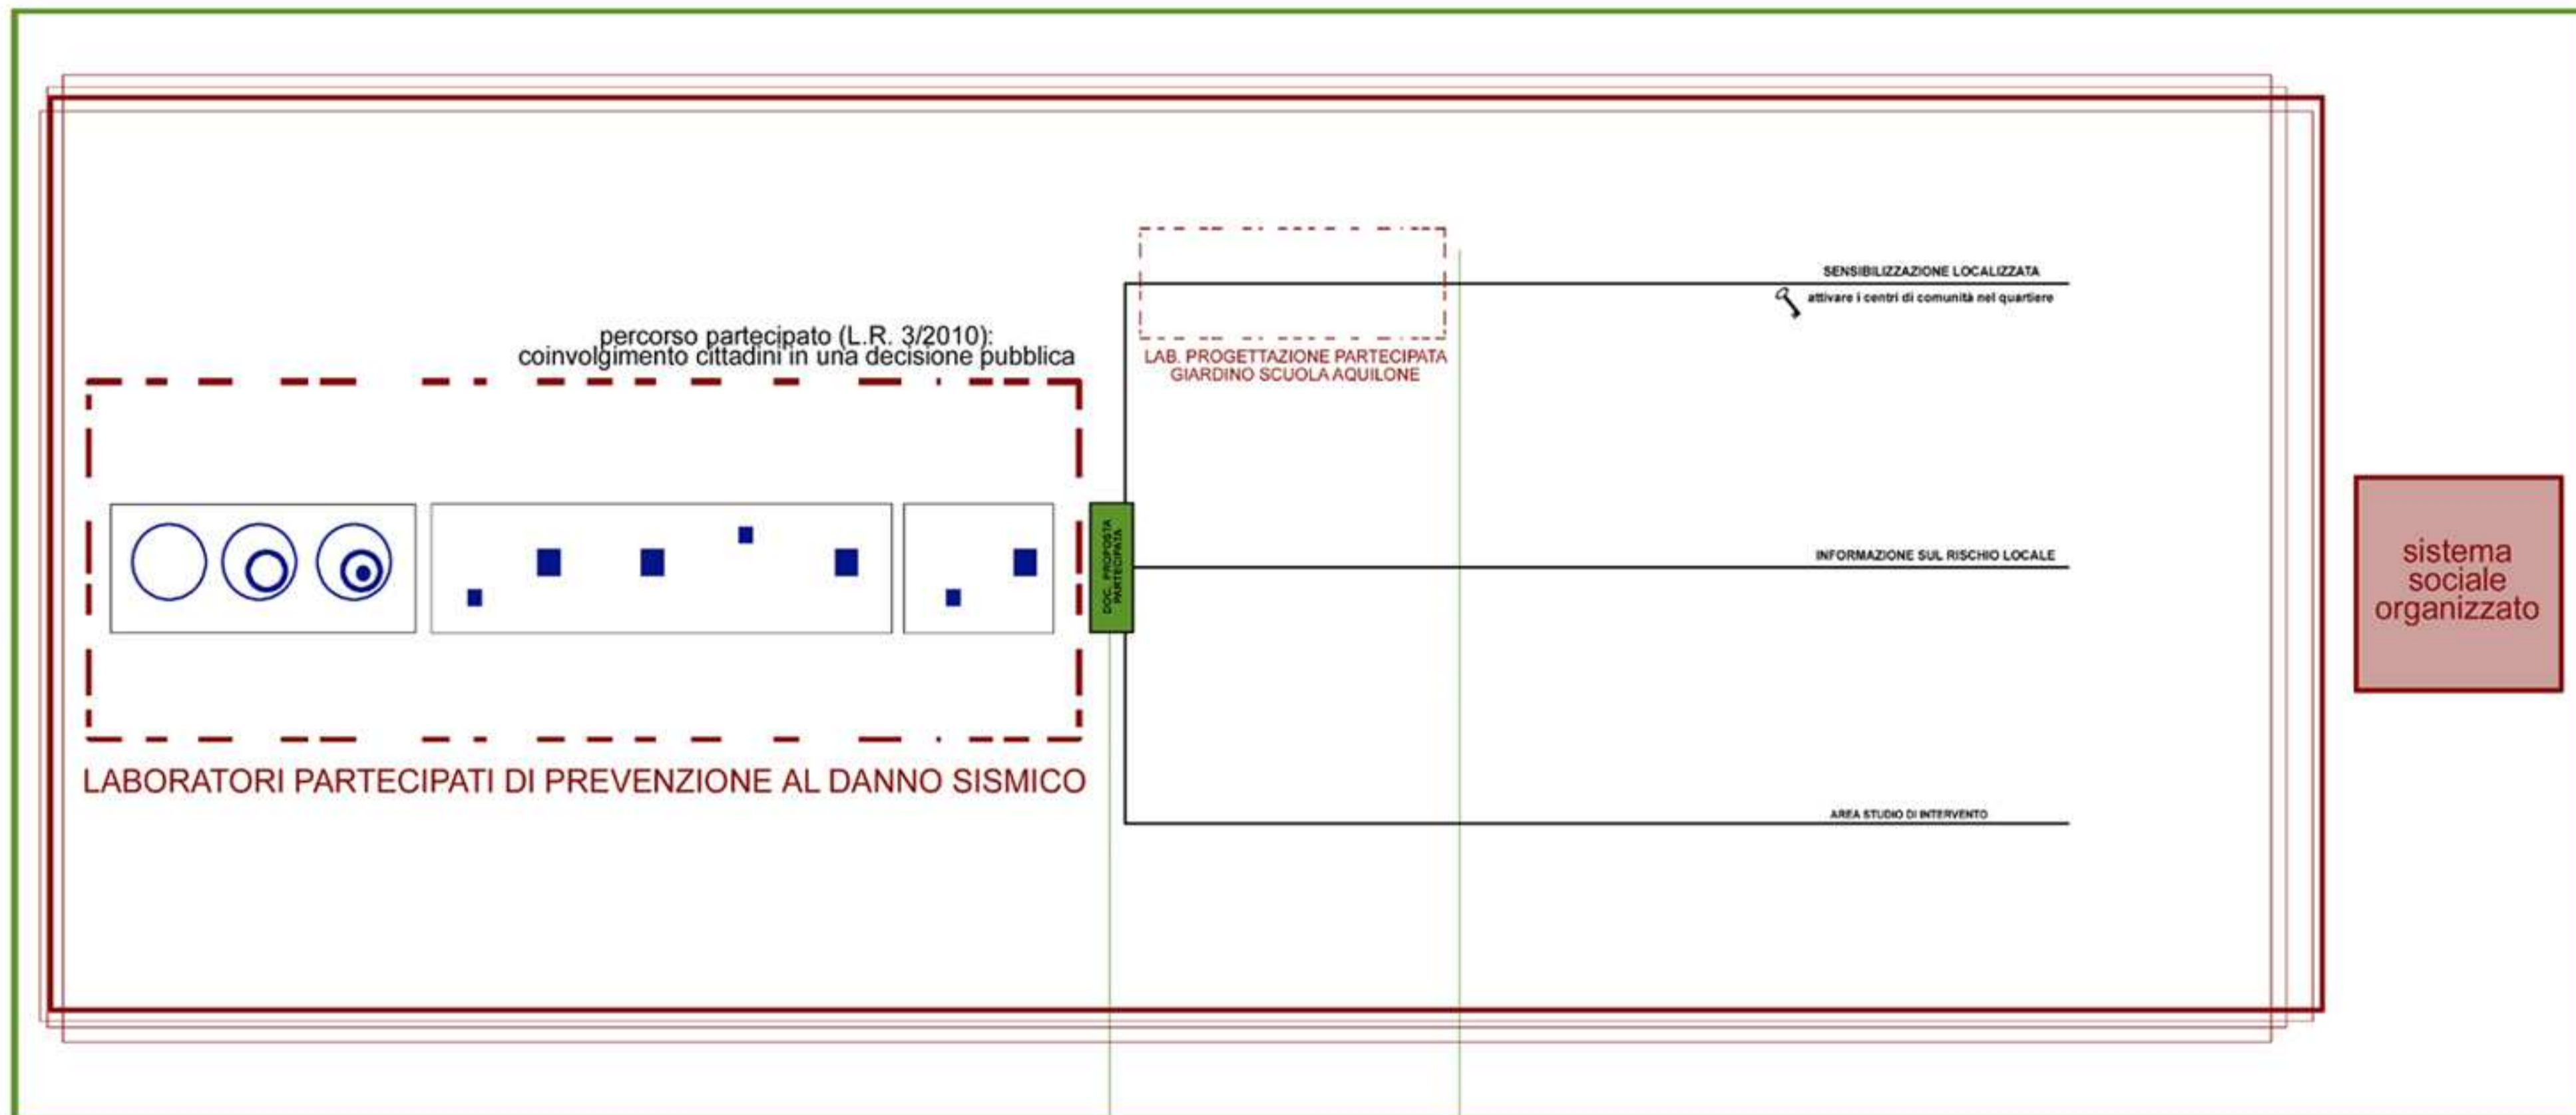 SENSIBILIZZAZIONE LOCALIZZATA
attivare i centri di comunità nel quartiere
percorso partecipato (L.R. 3/2010):
coinvolgimento cittadini in una decisione pubblica
LAB. PROGETTAZIONE PARTECIPATA
GIARDINO SCUOLA AQUILONE
DOC. PROPOSTA
PARTECIPATA
INFORMAZIONE SUL RISCHIO LOCALE
sistema
sociale
organizzato
LABORATORI PARTECIPATI DI PREVENZIONE AL DANNO SISMICO
AREA STUDIO DI INTERVENTO